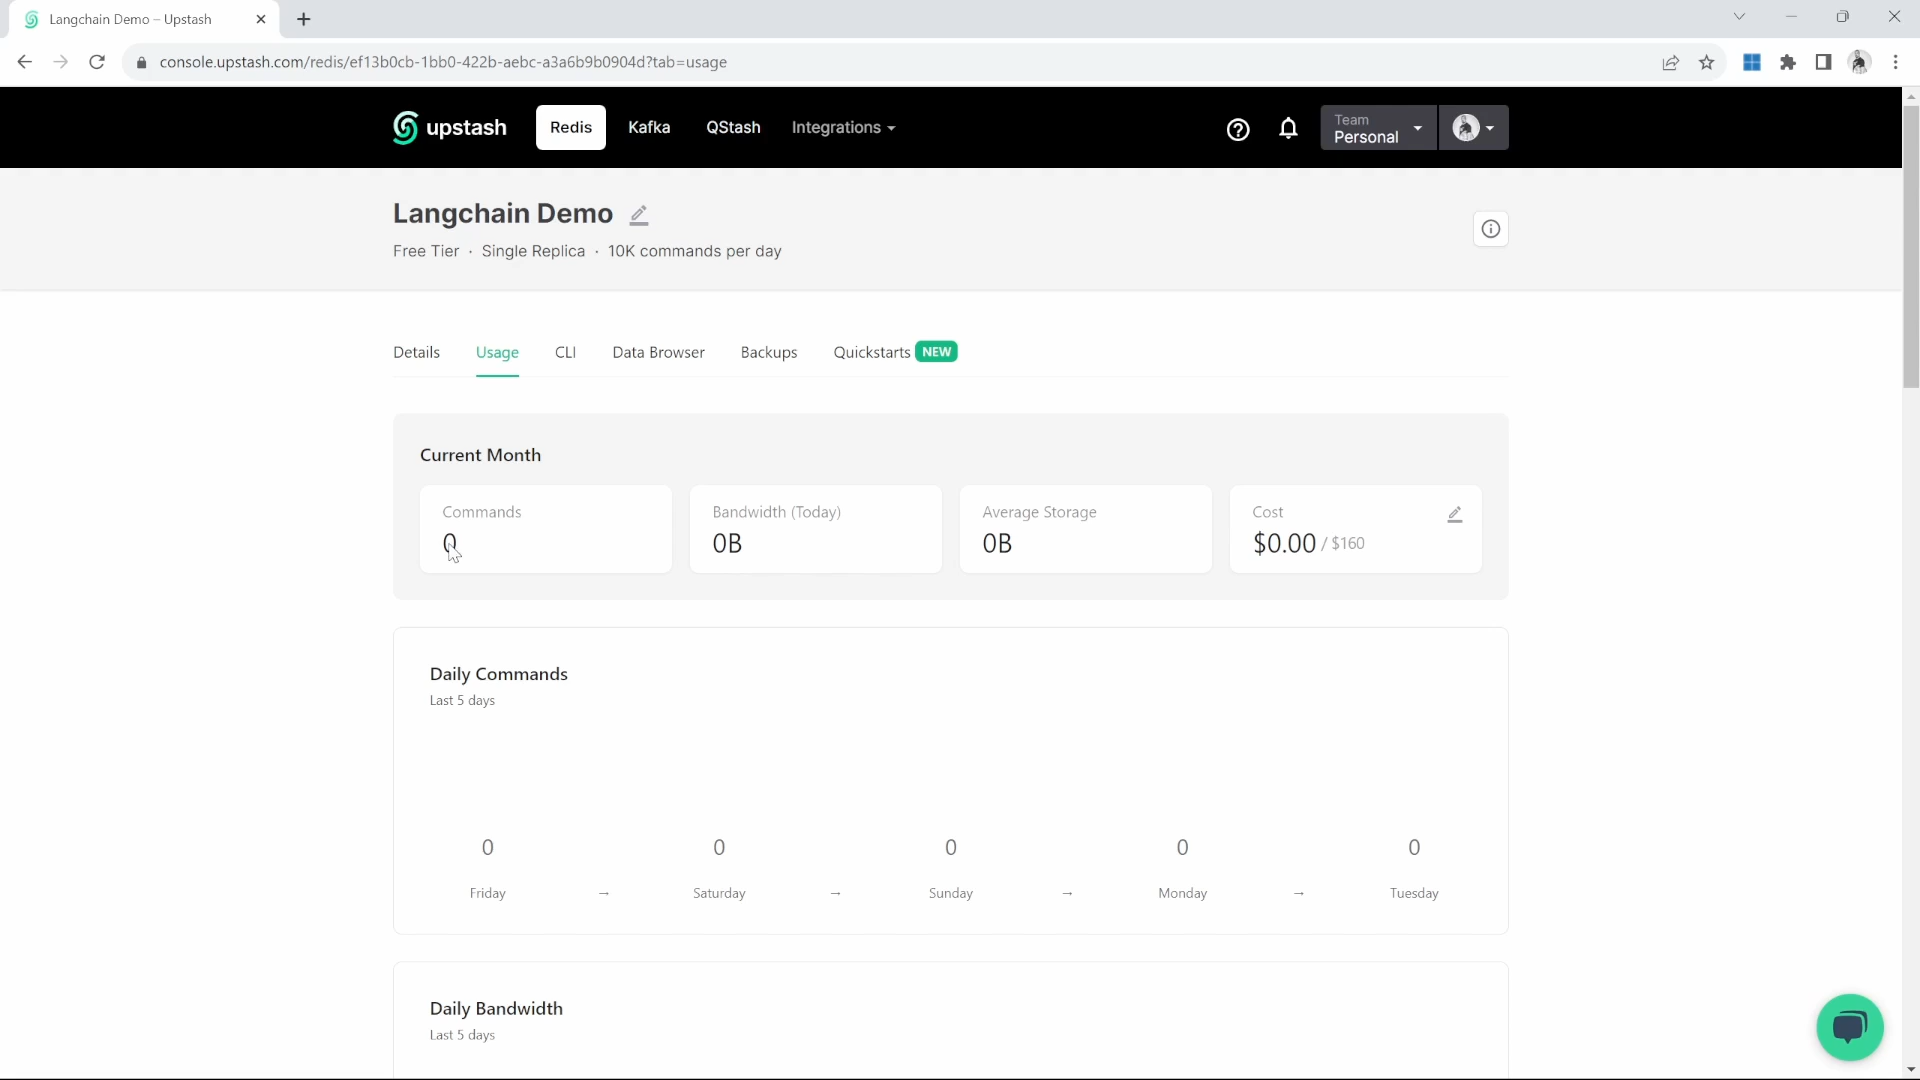 Langchain Demo – Upstash
console.upstash.com/redis/ef13b0cb-1bb0-422b-aebc-a3a6b9b0904d?tab=usage
upstash Redis Kafka QStash Integrations
Team
Personal
Langchain Demo
Free Tier · Single Replica · 10K commands per day
Details Usage CLI Data Browser Backups Quickstarts NEW
Current Month
Commands Bandwidth (Today) Average Storage Cost
0 0B 0B $0.00 / $160
Daily Commands
Last 5 days
0 0 0 0 0
Friday → Saturday → Sunday → Monday → Tuesday
Daily Bandwidth
Last 5 days